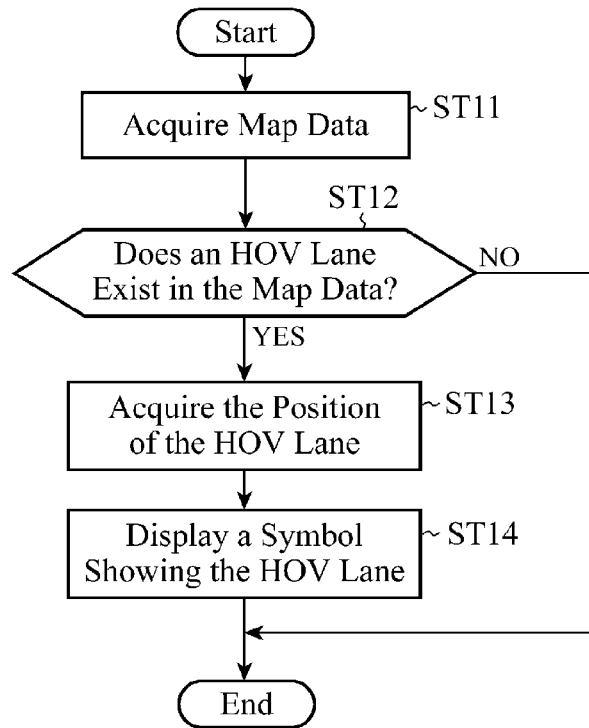 Start
Acquire Map Data
ST11
ST12
Does an HOV Lane
Exist in the Map Data?
NO
YES
Acquire the Position
of the HOV Lane
ST13
Display a Symbol
Showing the HOV Lane
ST14
End